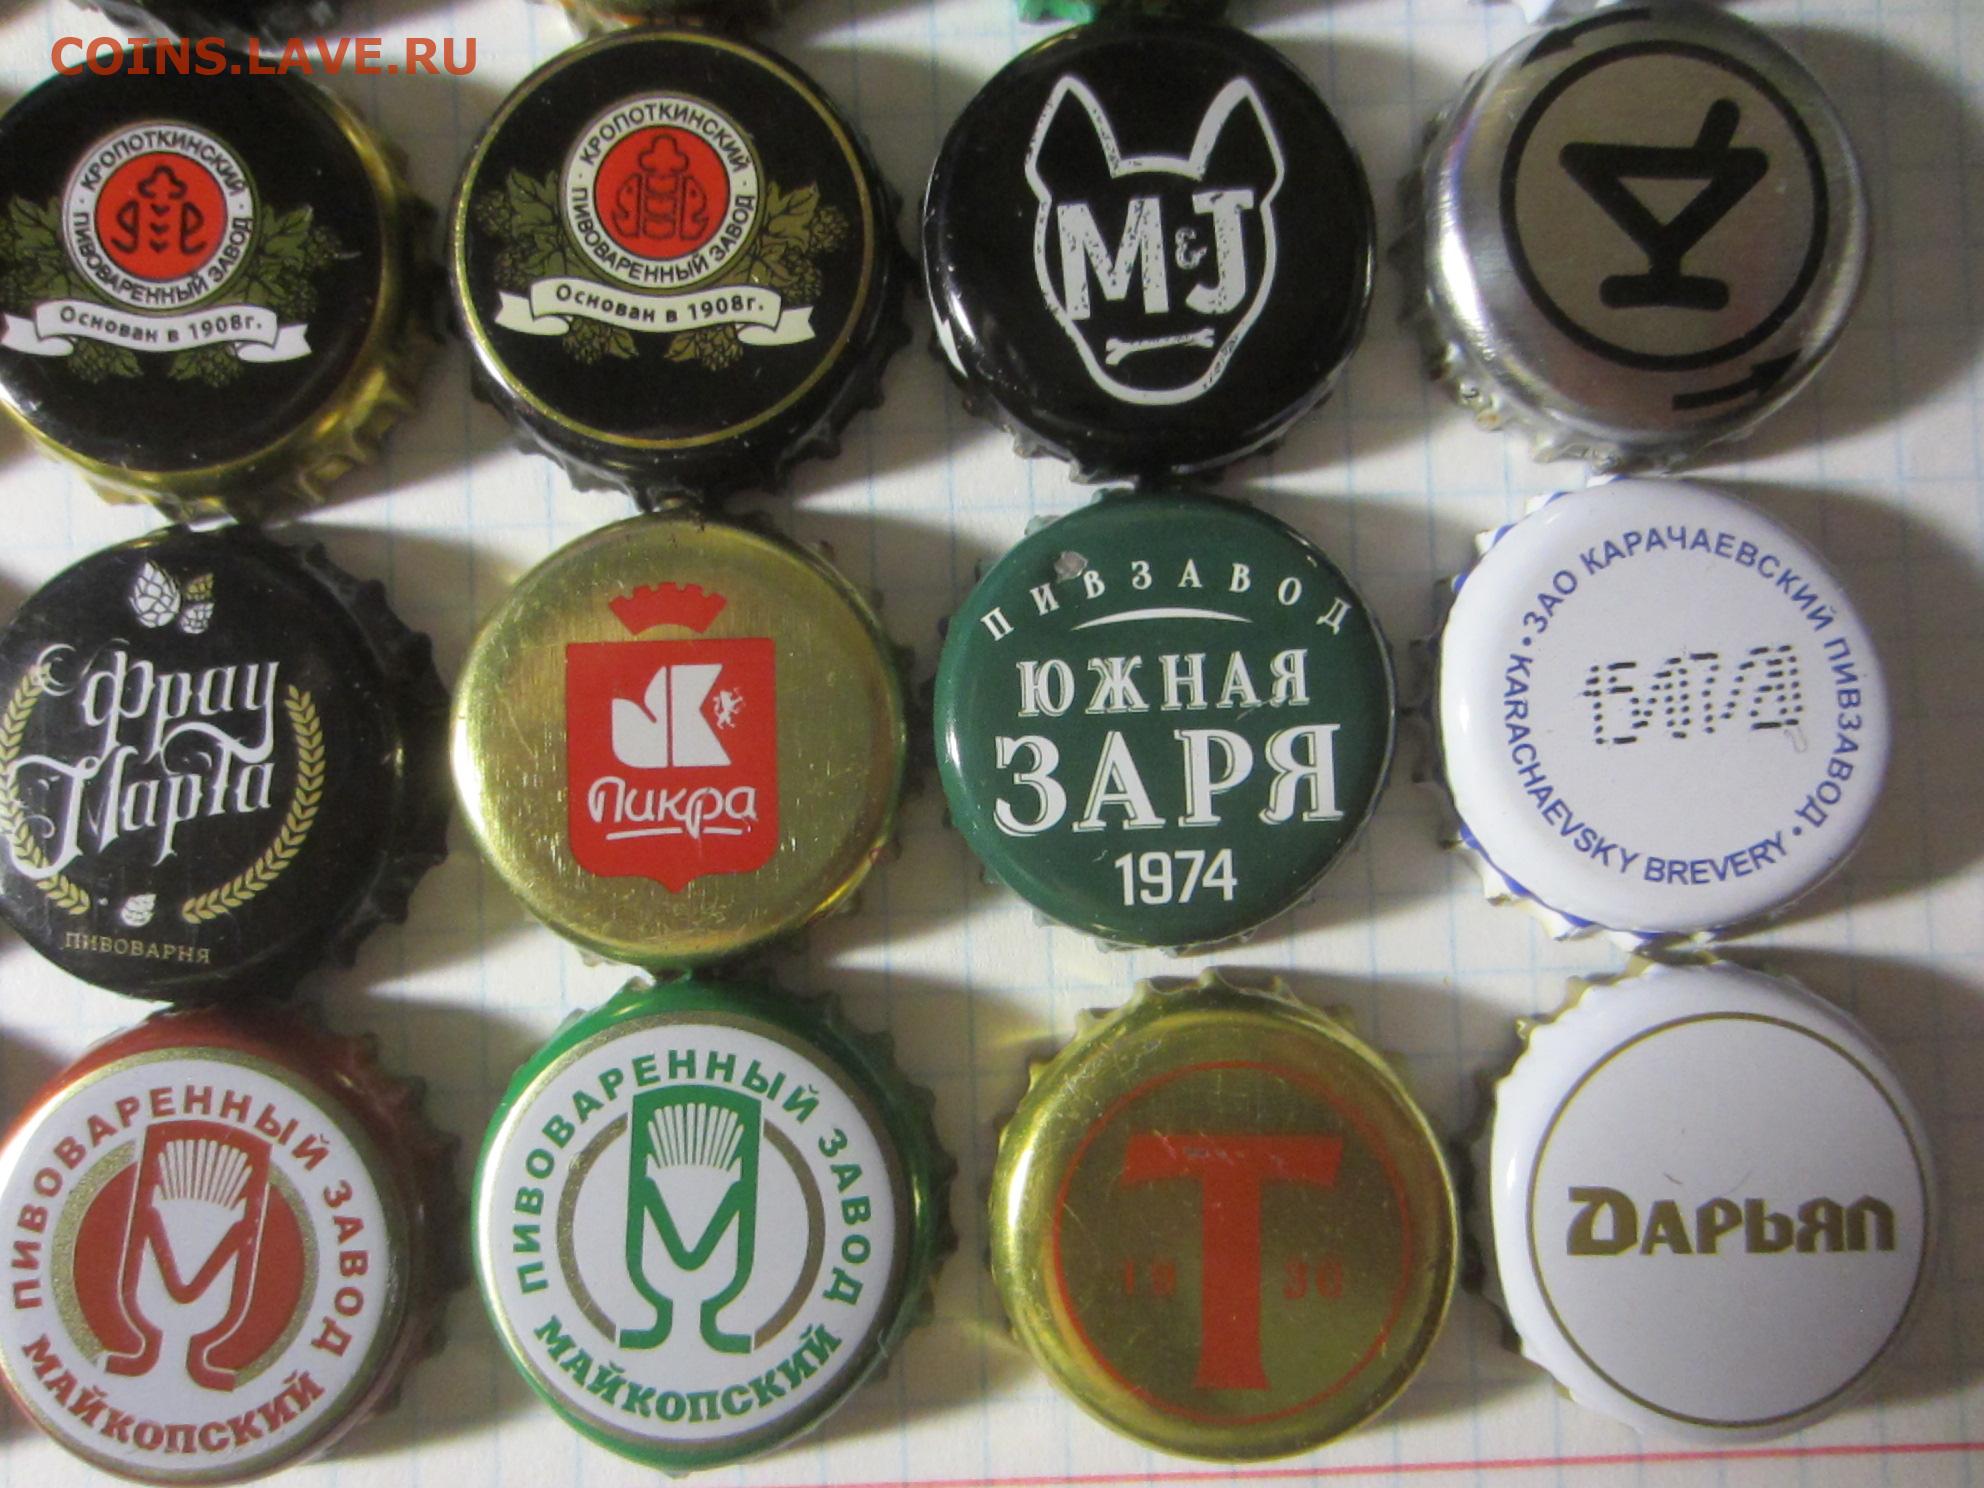 COINS.LAVE.RU
· КРОПОТКИНСКИЙ · ПИВОВАРЕННЫЙ ЗАВОД
Основан в 1908г.
· КРОПОТКИНСКИЙ · ПИВОВАРЕННЫЙ ЗАВОД
Основан в 1908г.
M&J
Фрау
Марта
ПИВОВАРНЯ
Пикра
ПИВЗАВОД
ЮЖНАЯ
ЗАРЯ
1974
• ЗАО КАРАЧАЕВСКИЙ ПИВЗАВОД •
KARACHAEVSKY BREVERY
ПИВОВАРЕННЫЙ ЗАВОД
МАЙКОПСКИЙ
ПИВОВАРЕННЫЙ ЗАВОД
МАЙКОПСКИЙ
Т
19 36
ДАРЬЯЛ